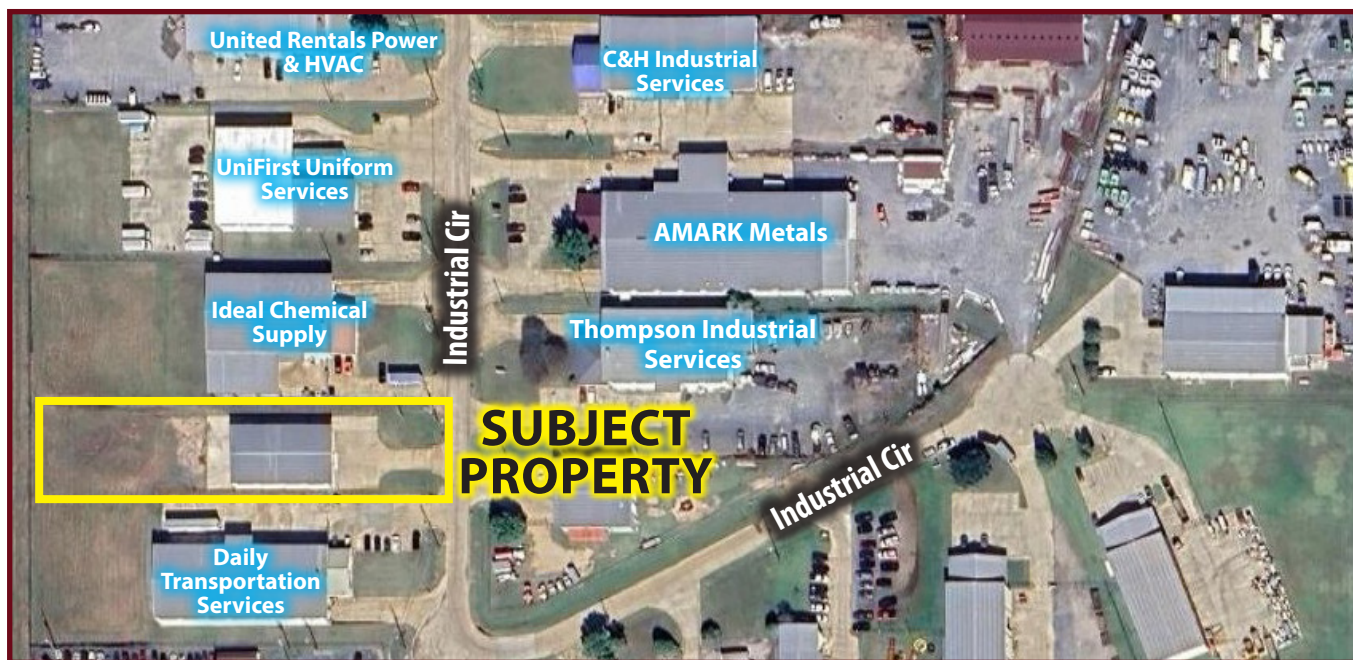 United Rentals Power
& HVAC
C&H Industrial
Services
UniFirst Uniform
Services
AMARK Metals
Industrial Cir
Ideal Chemical
Supply
Thompson Industrial
Services
SUBJECT
PROPERTY
Industrial Cir
Daily
Transportation
Services